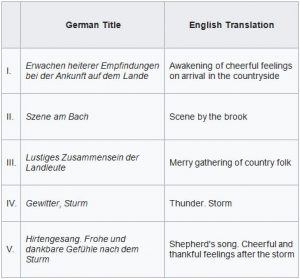 German Title English Translation
I. Erwachen heiterer Empfindungen Awakening of cheerful feelings
bei der Ankunft auf dem Lande on arrival in the countryside
II. Szene am Bach Scene by the brook
III. Lustiges Zusammensein der Merry gathering of country folk
Landleute
IV. Gewitter, Sturm Thunder. Storm
V. Hirtengesang. Frohe und Shepherd's song. Cheerful and
dankbare Gefühle nach dem thankful feelings after the storm
Sturm